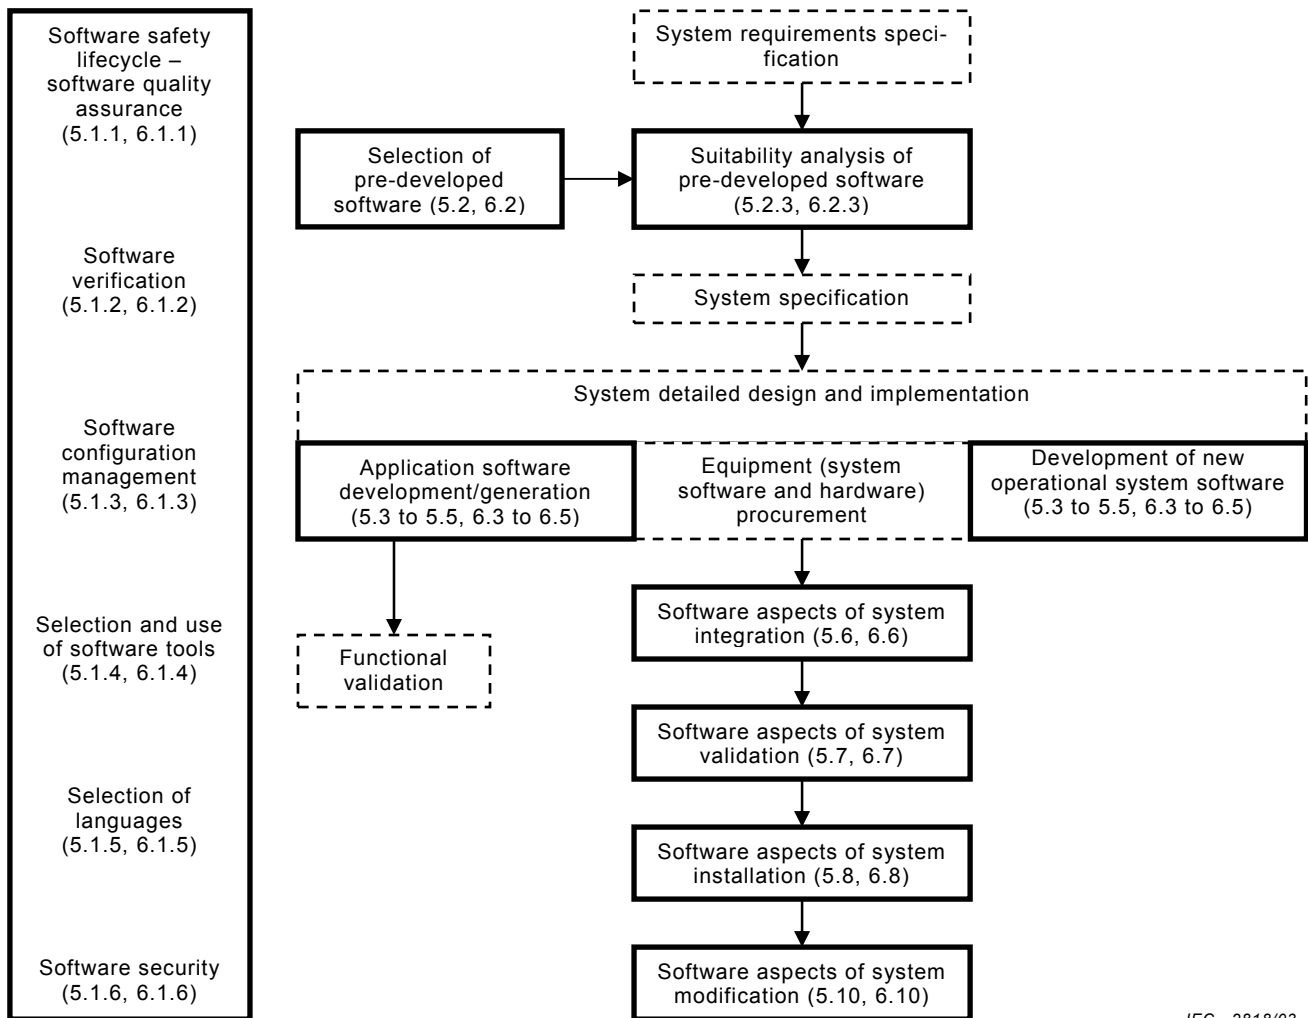 Software safety
lifecycle –
software quality
assurance
(5.1.1, 6.1.1)
Software
verification
(5.1.2, 6.1.2)
Software
configuration
management
(5.1.3, 6.1.3)
Selection and use
of software tools
(5.1.4, 6.1.4)
Selection of
languages
(5.1.5, 6.1.5)
Software security
(5.1.6, 6.1.6)
System requirements speci-
fication
Selection of
pre-developed
software (5.2, 6.2)
Suitability analysis of
pre-developed software
(5.2.3, 6.2.3)
System specification
System detailed design and implementation
Application software
development/generation
(5.3 to 5.5, 6.3 to 6.5)
Equipment (system
software and hardware)
procurement
Development of new
operational system software
(5.3 to 5.5, 6.3 to 6.5)
Functional
validation
Software aspects of system
integration (5.6, 6.6)
Software aspects of system
validation (5.7, 6.7)
Software aspects of system
installation (5.8, 6.8)
Software aspects of system
modification (5.10, 6.10)
IEC 2818/03